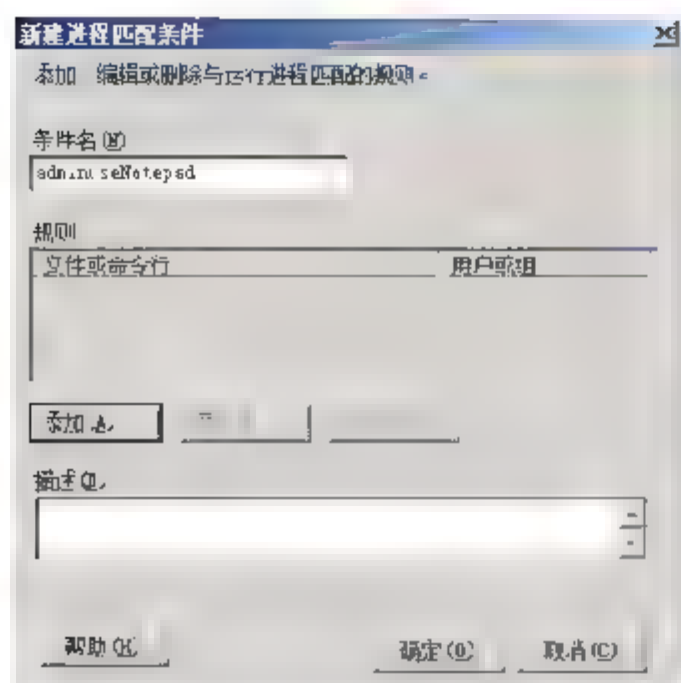 新建进程匹配条件
添加、编辑或删除与运行进程匹配的规则。
条件名(N)
adminuseNotepad
规则
文件或命令行 用户或组
添加(A)
描述(D)
帮助(H) 确定(O) 取消(C)